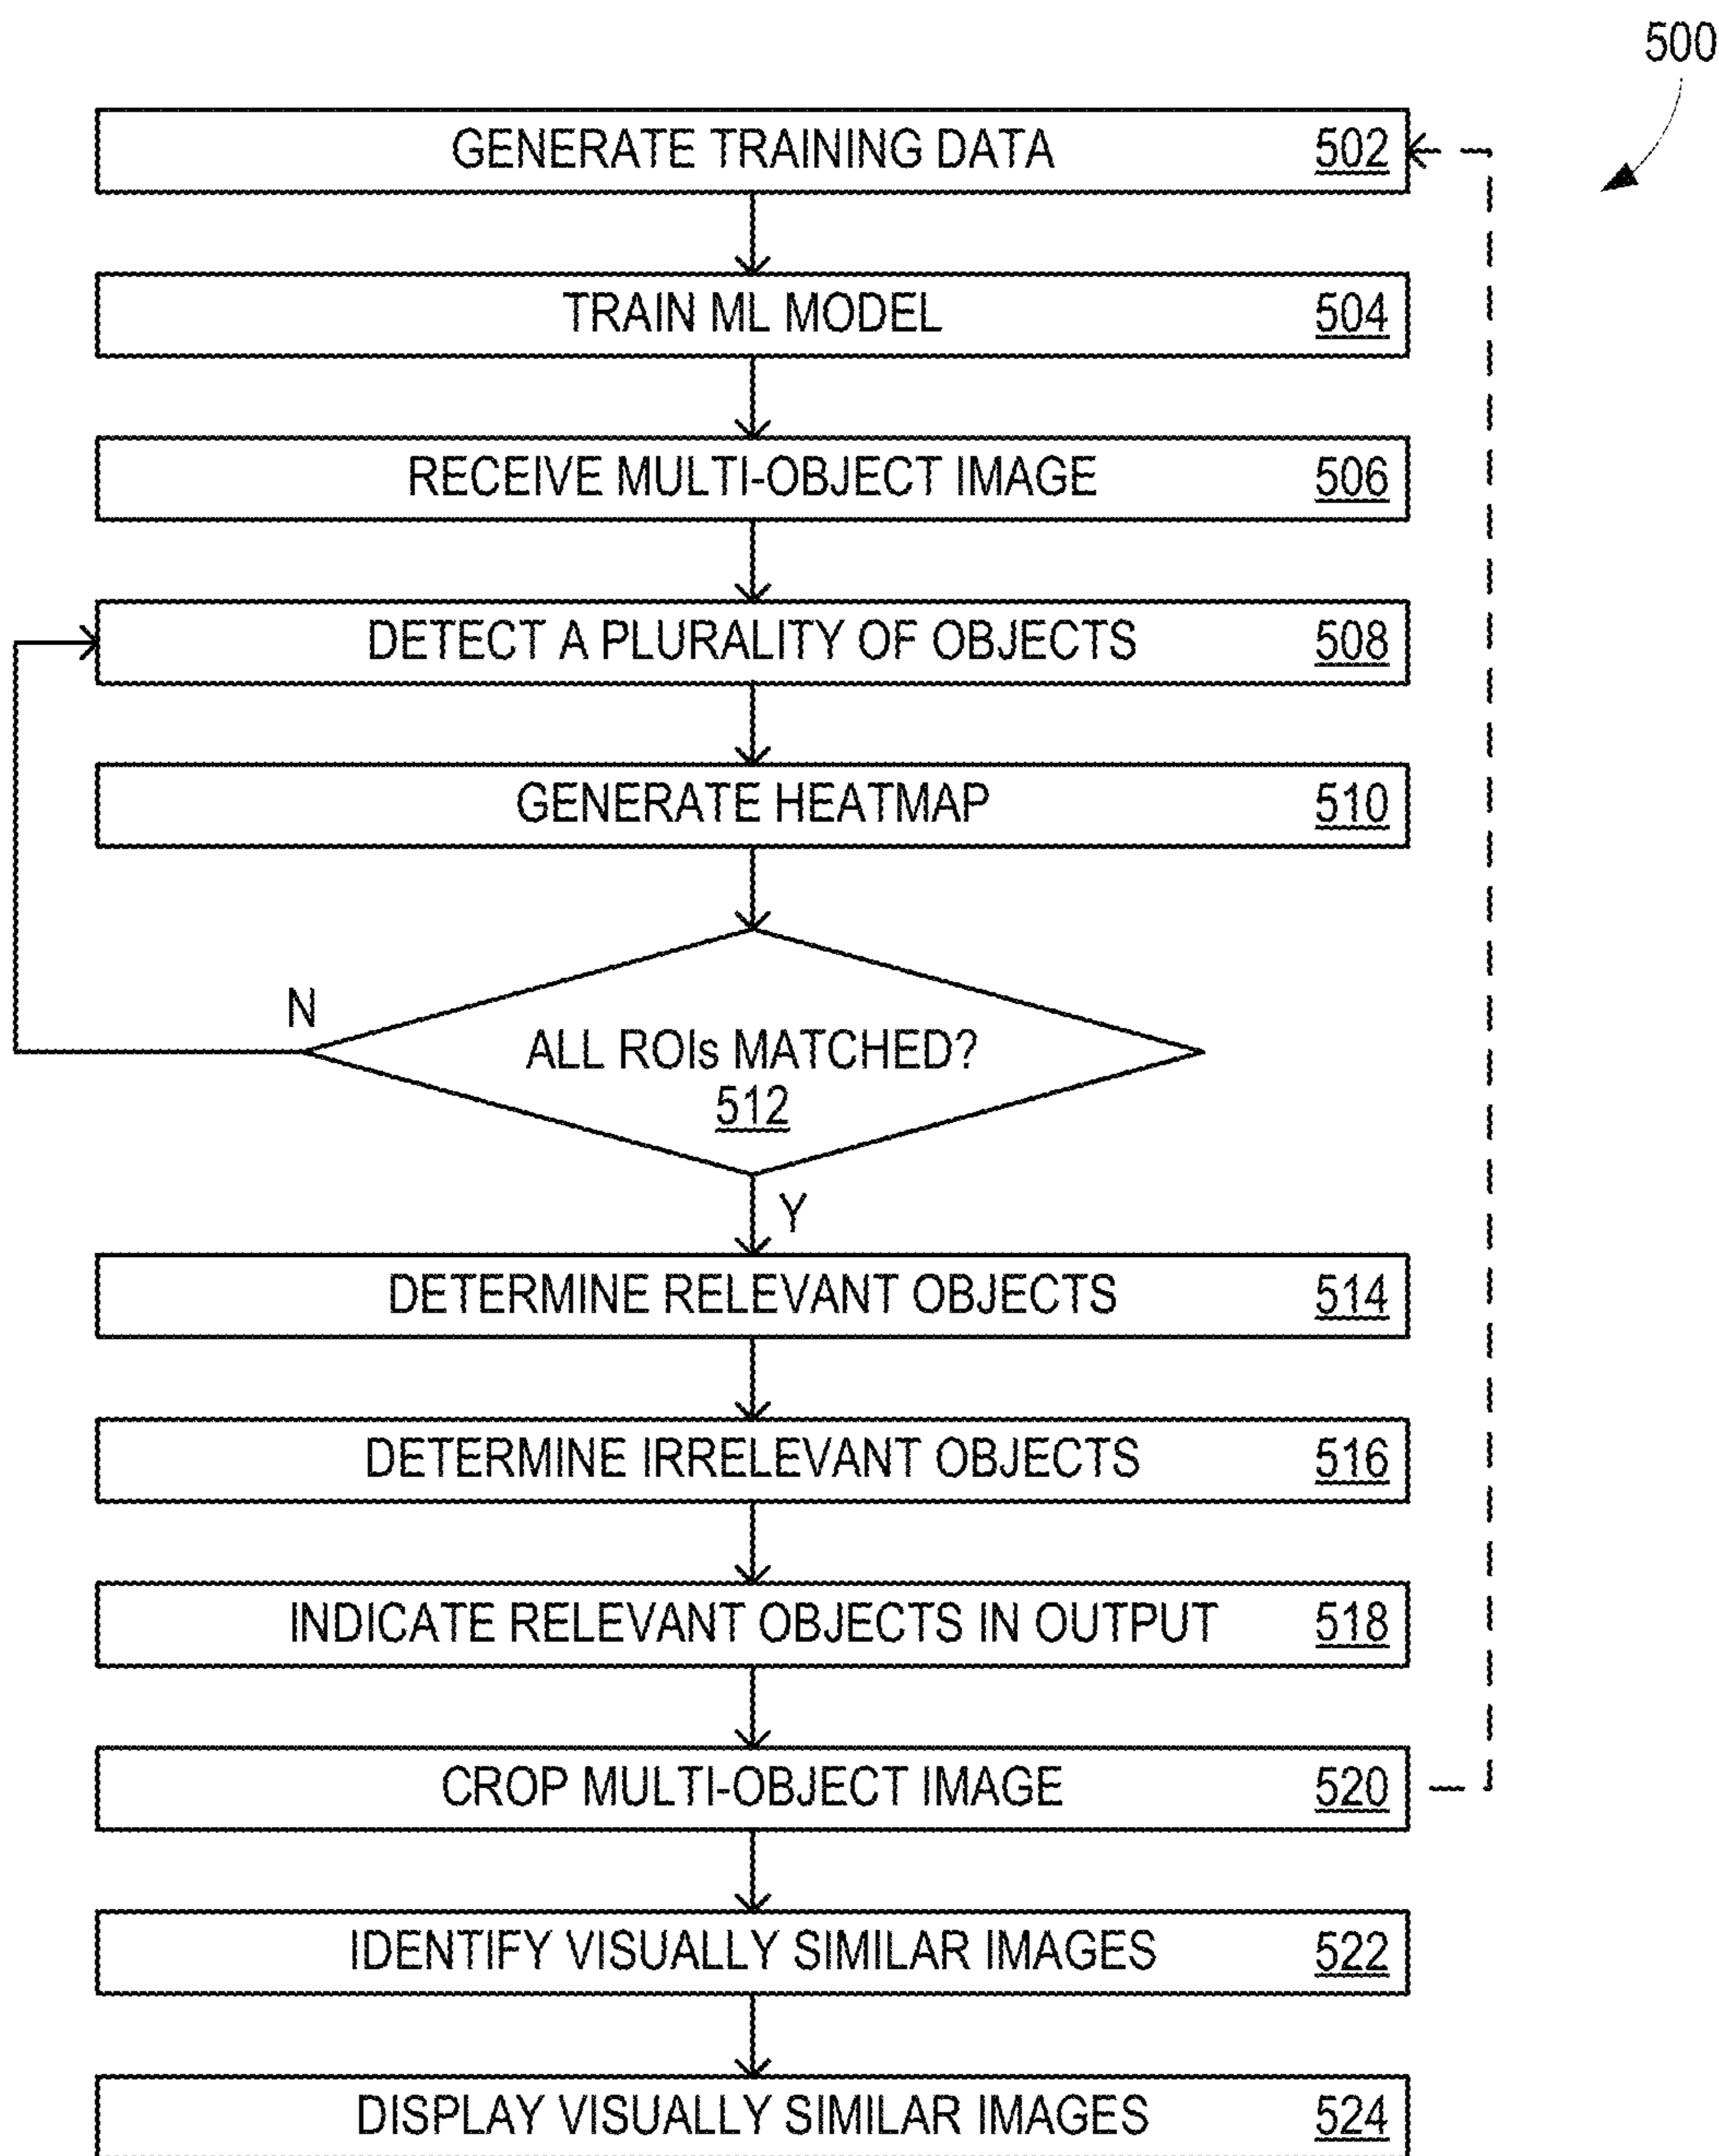 500
GENERATE TRAINING DATA 502
TRAIN ML MODEL 504
RECEIVE MULTI-OBJECT IMAGE 506
DETECT A PLURALITY OF OBJECTS 508
GENERATE HEATMAP 510
N
ALL ROIs MATCHED?
512
Y
DETERMINE RELEVANT OBJECTS 514
DETERMINE IRRELEVANT OBJECTS 516
INDICATE RELEVANT OBJECTS IN OUTPUT 518
CROP MULTI-OBJECT IMAGE 520
IDENTIFY VISUALLY SIMILAR IMAGES 522
DISPLAY VISUALLY SIMILAR IMAGES 524